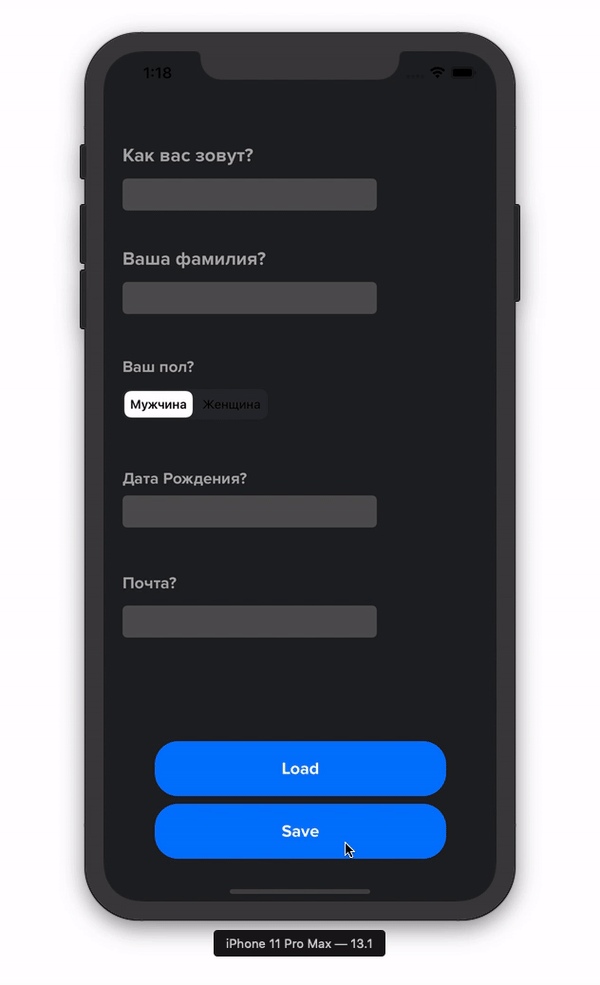 1:18
Как вас зовут?
Ваша фамилия?
Ваш пол?
Мужчина Женщина
Дата Рождения?
Почта?
Load
Save
iPhone 11 Pro Max — 13.1